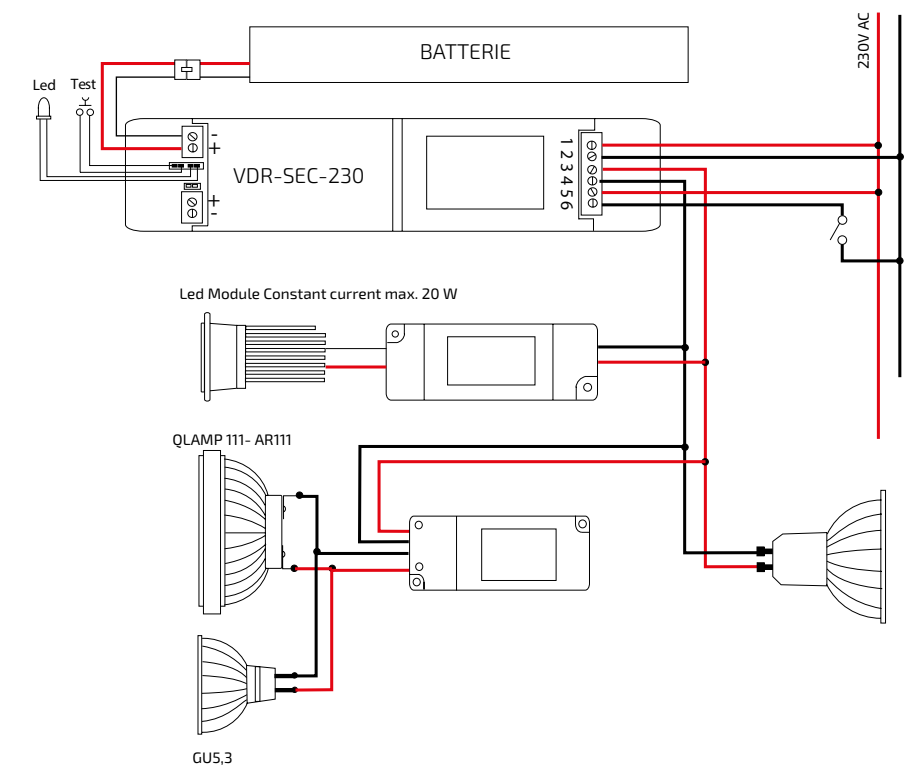 BATTERIE
230V AC
Led Test
-
+
VDR-SEC-230
1 2 3 4 5 6
+
-
Led Module Constant current max. 20 W
QLAMP 111- AR111
GU5,3